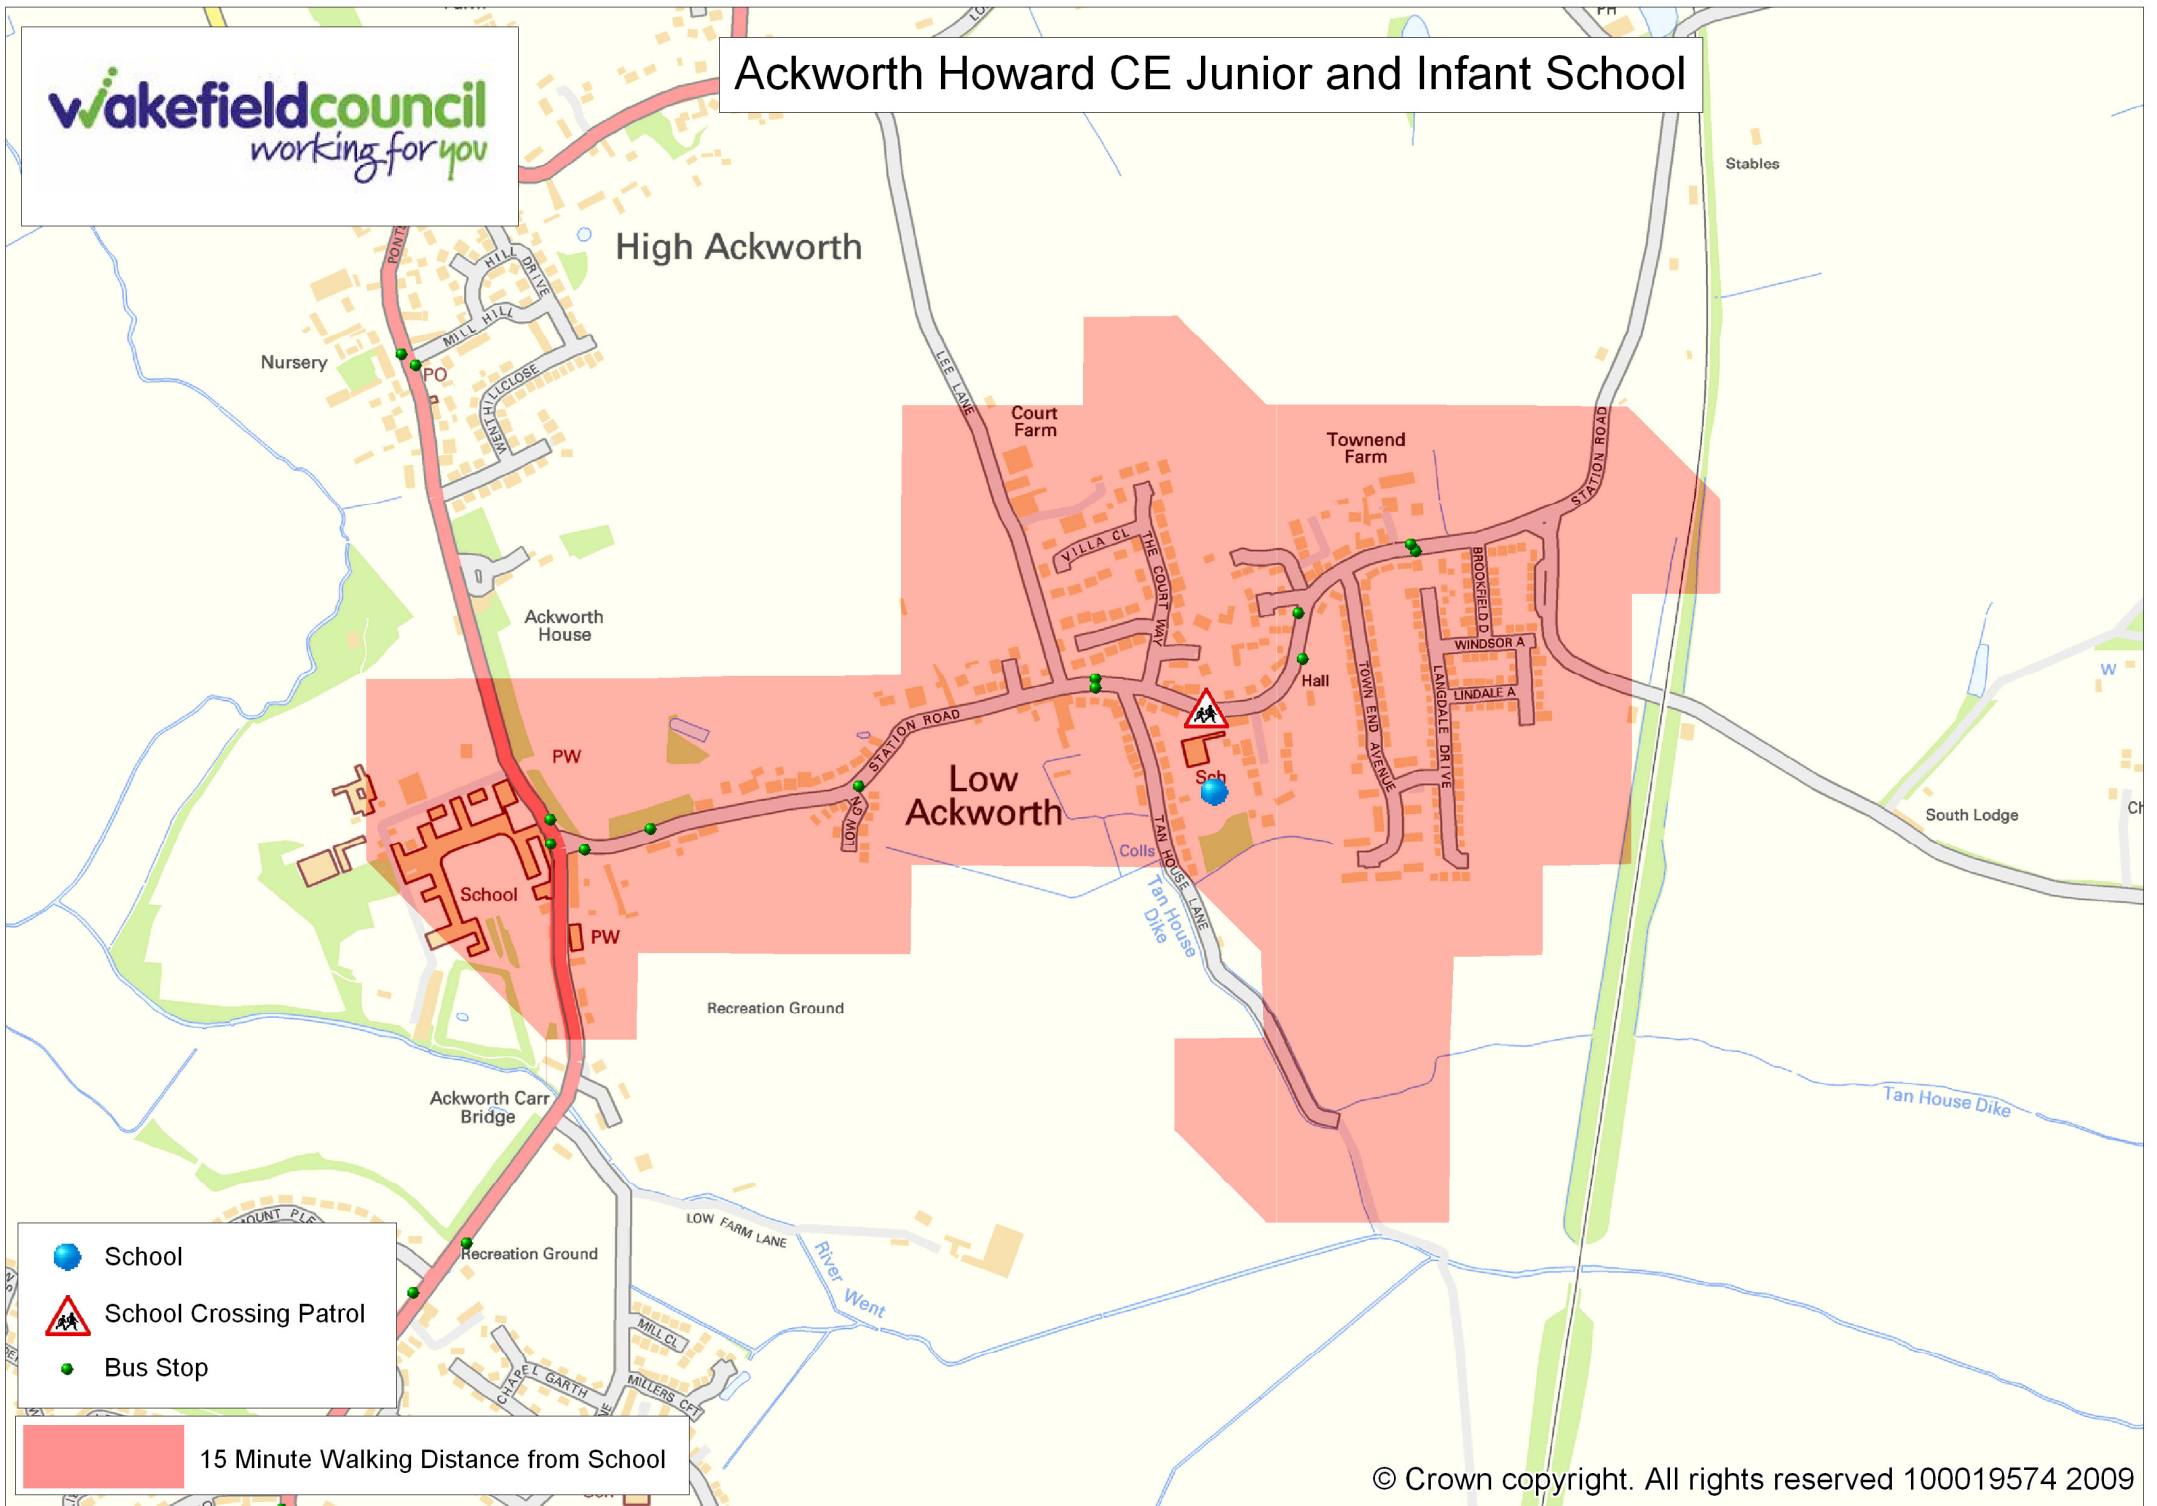 wakefieldcouncil
working for you
Ackworth Howard CE Junior and Infant School
PH
Stables
High Ackworth
HILL DRIVE
MILL HILL
Nursery
PO
WENTHILLCLOSE
LEE LANE
Court
Farm
Townend
Farm
STATION ROAD
VILLA CL
THE COURT WAY
BROOKFIELD D
WINDSOR A
LINDALE A
LANGDALE DRIVE
TOWN END AVENUE
Hall
Ackworth
House
PW
STATION ROAD
Low
Ackworth
Sch
LOW G
TAN HOUSE LANE
Colls
Tan House
Dike
School
PW
South Lodge
W
Ch
Recreation Ground
Ackworth Carr
Bridge
Tan House Dike
LOW FARM LANE
River Went
Recreation Ground
MILL CL
CHAPEL GARTH
MILLERS CFT
School
School Crossing Patrol
Bus Stop
15 Minute Walking Distance from School
© Crown copyright. All rights reserved 100019574 2009